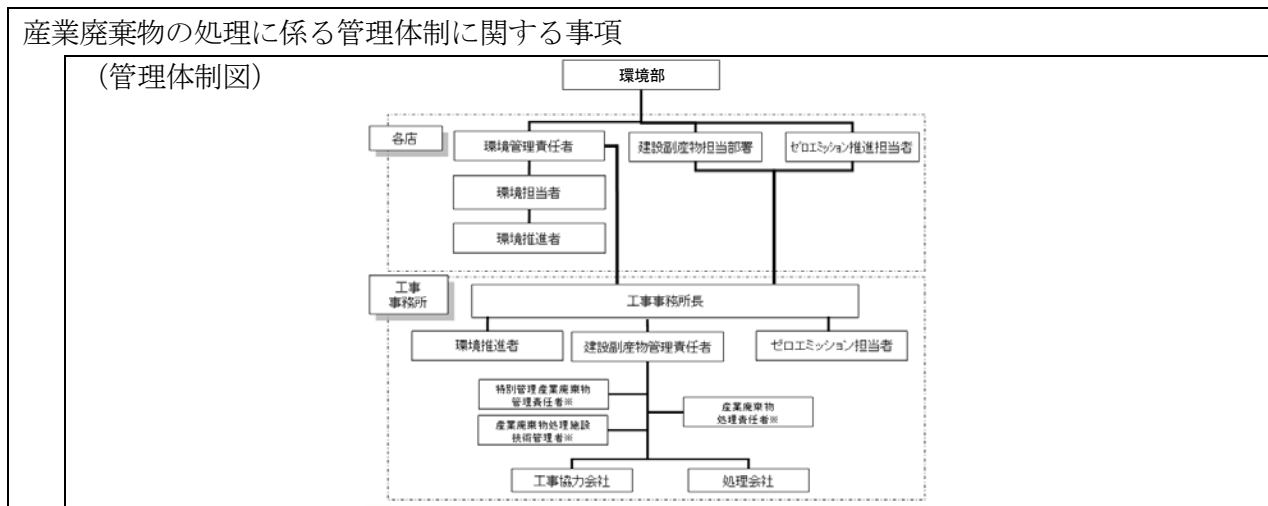 産業廃棄物の処理に係る管理体制に関する事項
（管理体制図）
環境部
各店
環境管理責任者
建設副産物担当部署
ゼロエミッション推進担当者
環境担当者
環境推進者
工事
事務所
工事事務所長
環境推進者
建設副産物管理責任者
ゼロエミッション担当者
特別管理産業廃棄物
管理責任者※
産業廃棄物
処理責任者※
産業廃棄物処理施設
技術管理者※
工事協力会社
処理会社